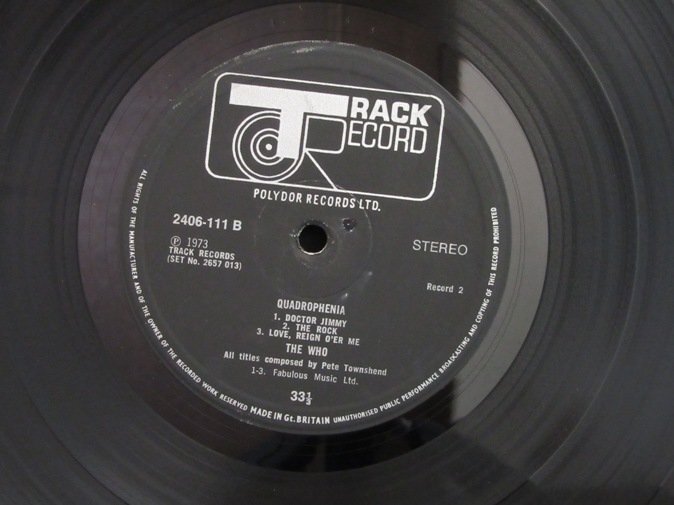 TRACK
RECORD
POLYDOR RECORDS LTD.
2406-111 B
STEREO
℗ 1973
TRACK RECORDS
(SET No. 2657 013)
Record 2
QUADROPHENIA
1. DOCTOR JIMMY
2. THE ROCK
3. LOVE, REIGN O'ER ME
THE WHO
All titles composed by Pete Townshend
1-3. Fabulous Music Ltd.
33⅓
ALL RIGHTS OF THE MANUFACTURER AND OF THE OWNER OF THE RECORDED WORK RESERVED MADE IN Gt. BRITAIN UNAUTHORISED PUBLIC PERFORMANCE BROADCASTING AND COPYING OF THIS RECORD PROHIBITED